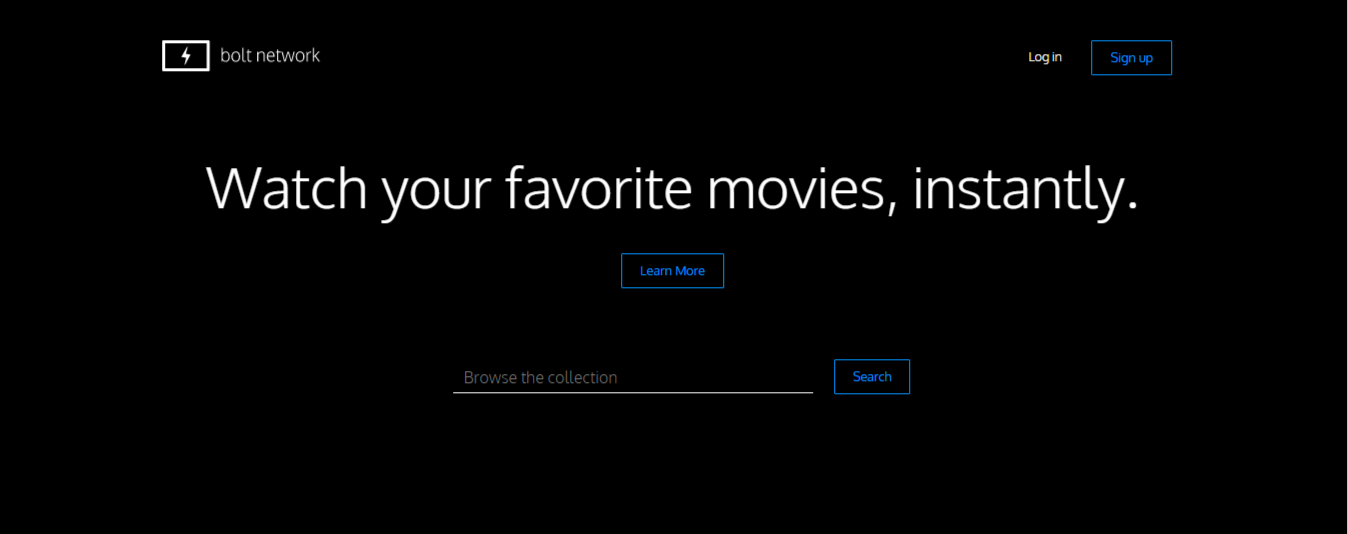 bolt network
Log in
Sign up
Watch your favorite movies, instantly.
Learn More
Browse the collection
Search